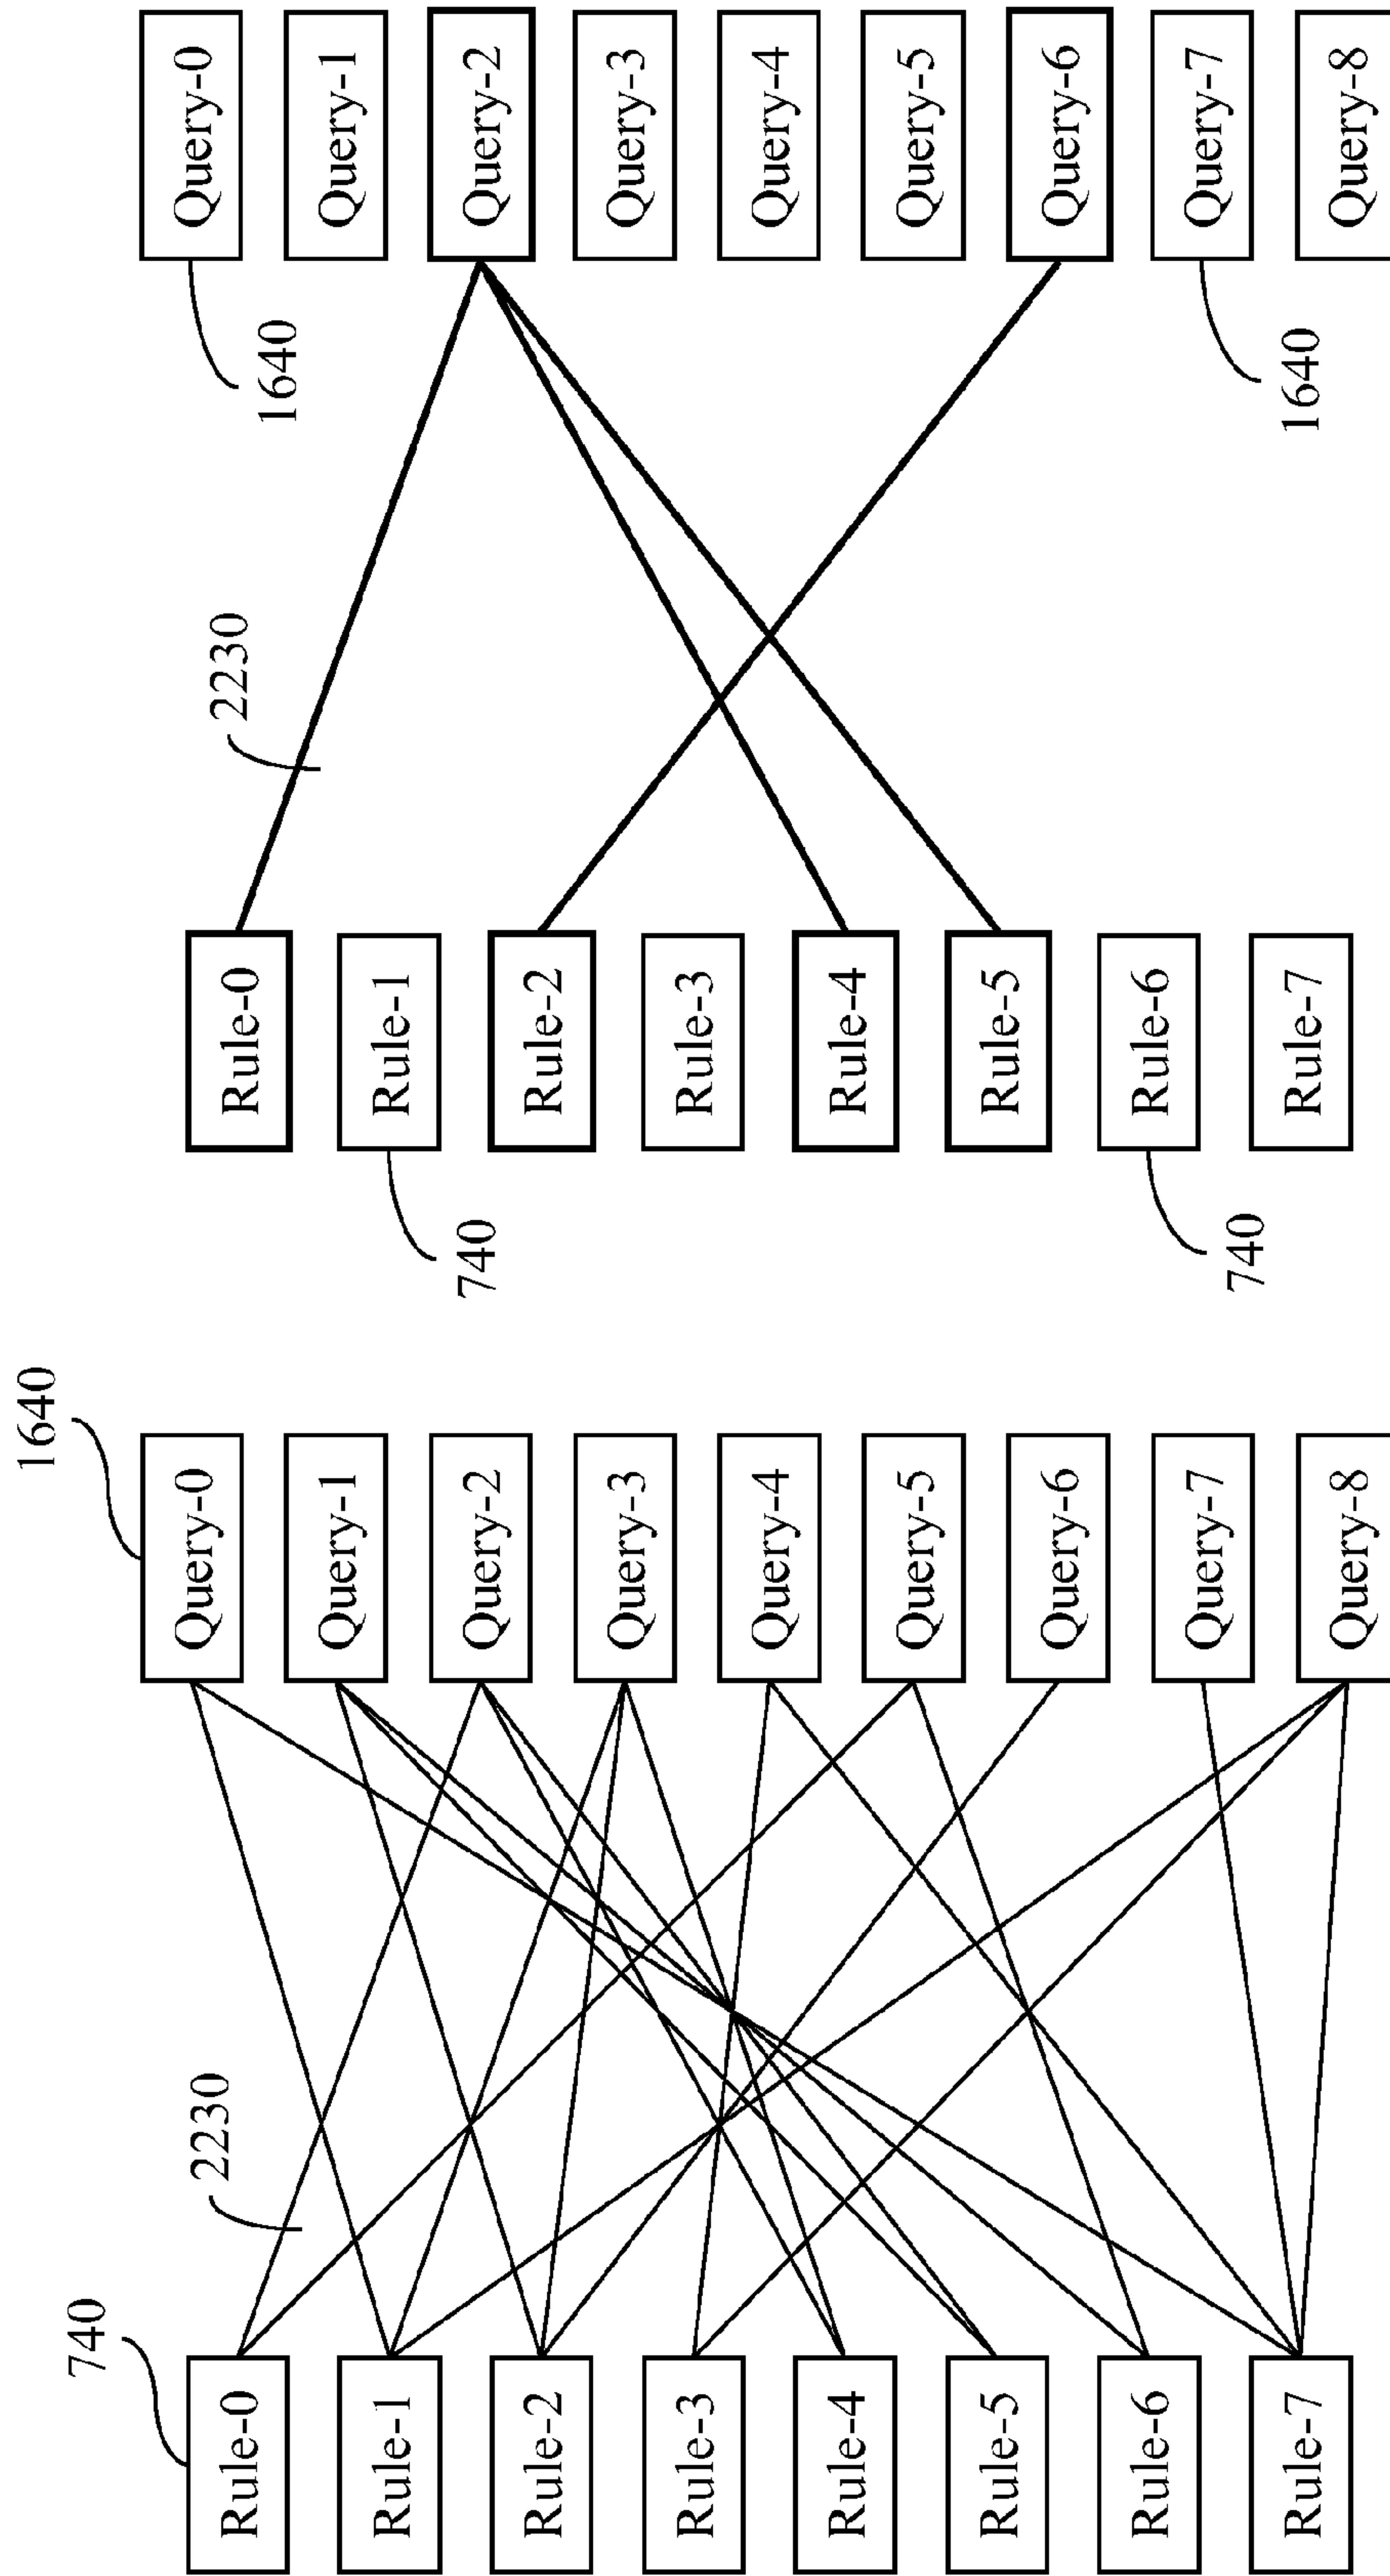 740
2230
1640
Rule-0
Rule-1
Rule-2
Rule-3
Rule-4
Rule-5
Rule-6
Rule-7
Query-0
Query-1
Query-2
Query-3
Query-4
Query-5
Query-6
Query-7
Query-8
2230
1640
740
740
1640
Rule-0
Rule-1
Rule-2
Rule-3
Rule-4
Rule-5
Rule-6
Rule-7
Query-0
Query-1
Query-2
Query-3
Query-4
Query-5
Query-6
Query-7
Query-8